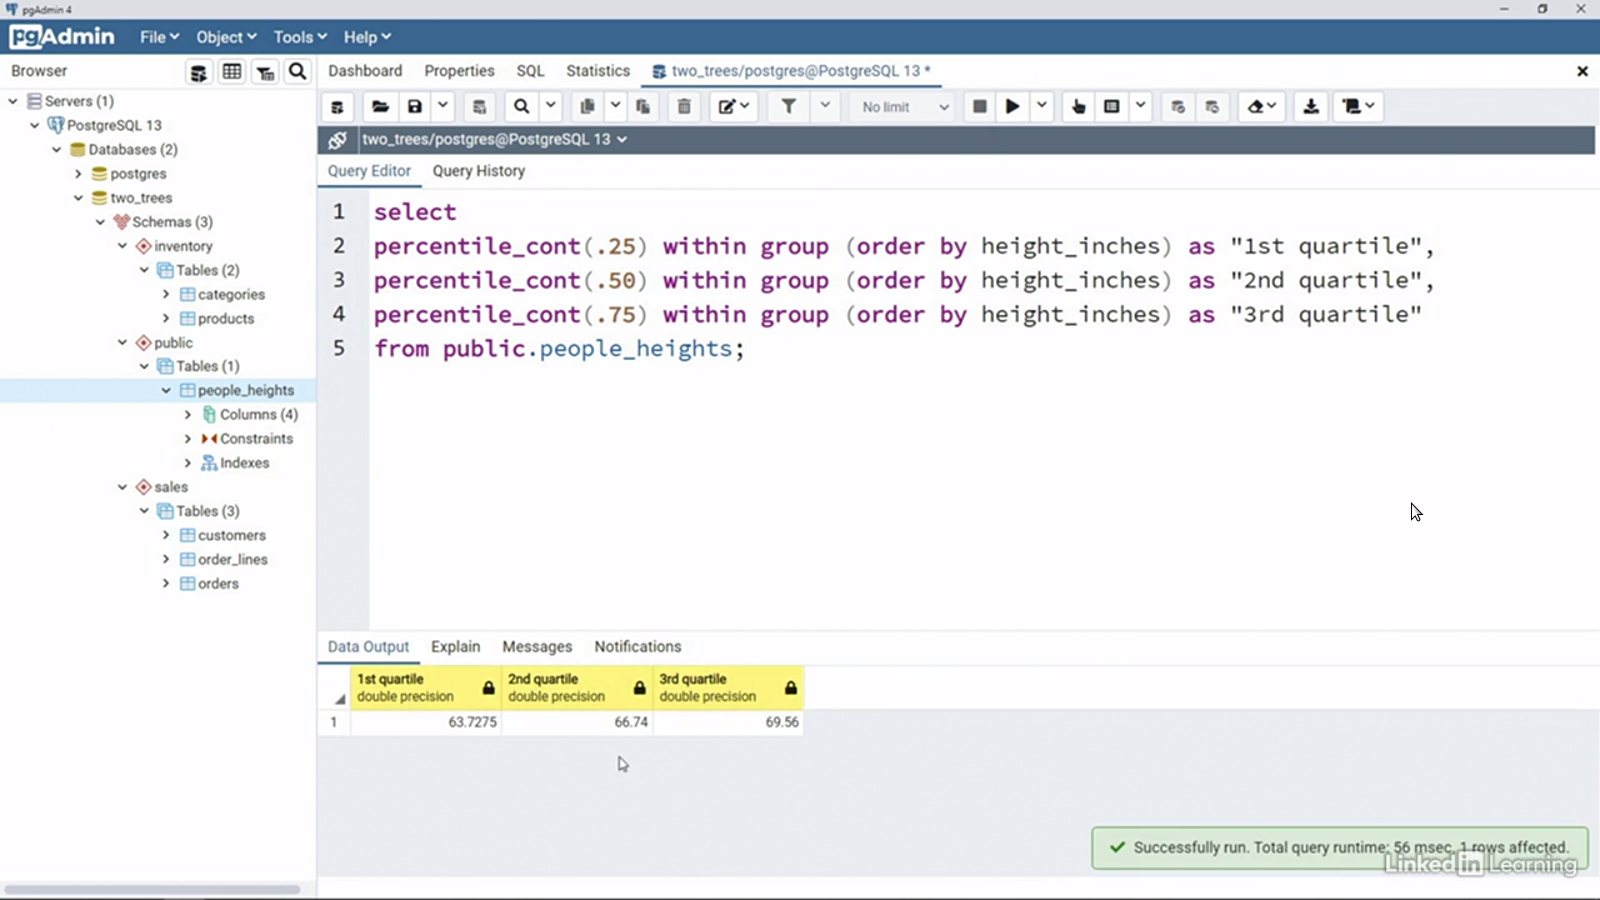 pgAdmin 4
pgAdmin File Object Tools Help
Browser
Dashboard Properties SQL Statistics two_trees/postgres@PostgreSQL 13 *
No limit
two_trees/postgres@PostgreSQL 13
Query Editor Query History
Servers (1)
PostgreSQL 13
Databases (2)
postgres
two_trees
Schemas (3)
inventory
Tables (2)
categories
products
public
Tables (1)
people_heights
Columns (4)
Constraints
Indexes
sales
Tables (3)
customers
order_lines
orders
1 select
2 percentile_cont(.25) within group (order by height_inches) as "1st quartile",
3 percentile_cont(.50) within group (order by height_inches) as "2nd quartile",
4 percentile_cont(.75) within group (order by height_inches) as "3rd quartile"
5 from public.people_heights;
Data Output Explain Messages Notifications
1st quartile 2nd quartile 3rd quartile
double precision double precision double precision
1 63.7275 66.74 69.56
Successfully run. Total query runtime: 56 msec. 1 rows affected.
Linked in Learning